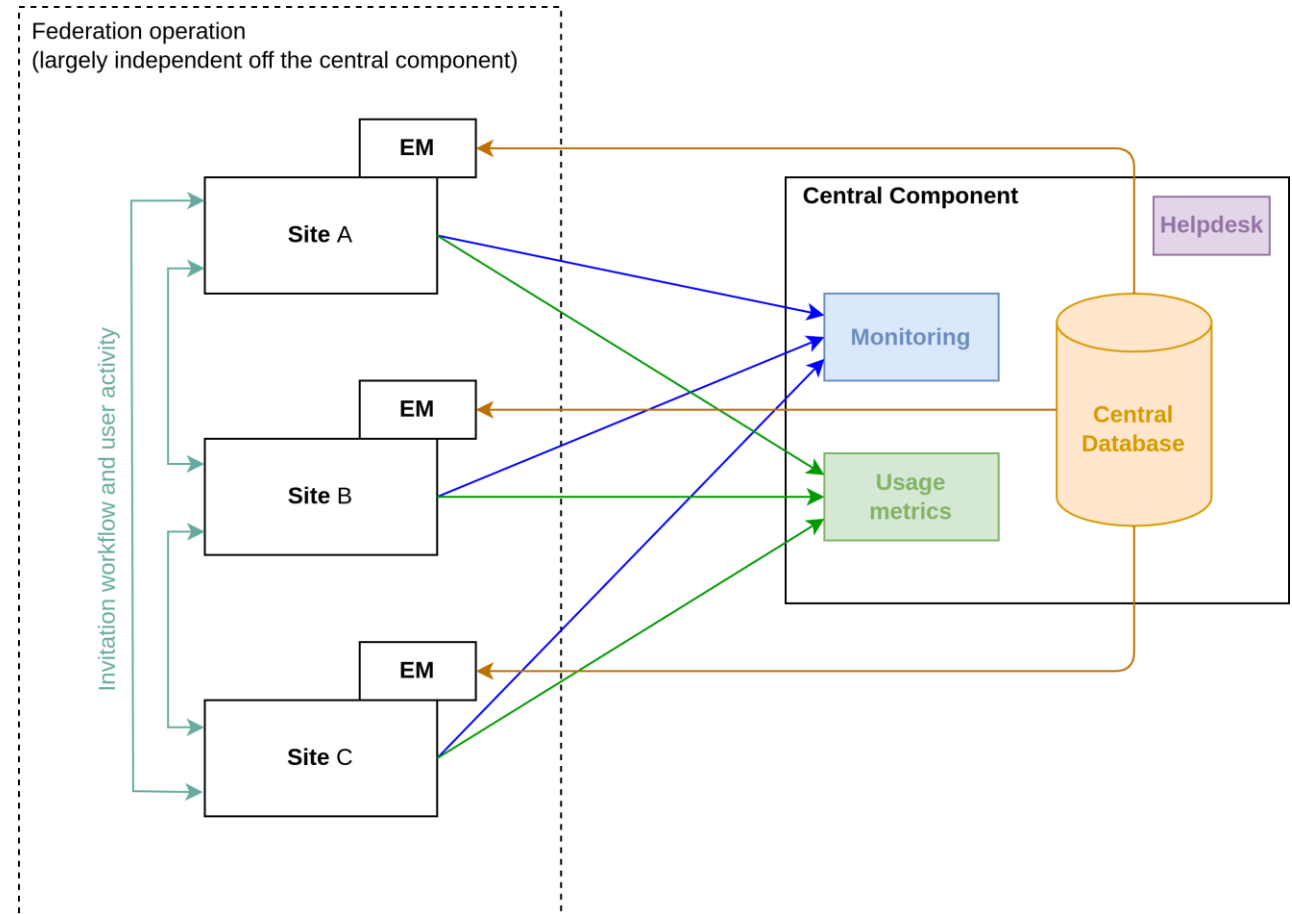 Federation operation
(largely independent off the central component)
EM
Site A
Central Component
Helpdesk
Monitoring
EM
Site B
Central
Database
Usage
metrics
Invitation workflow and user activity
EM
Site C